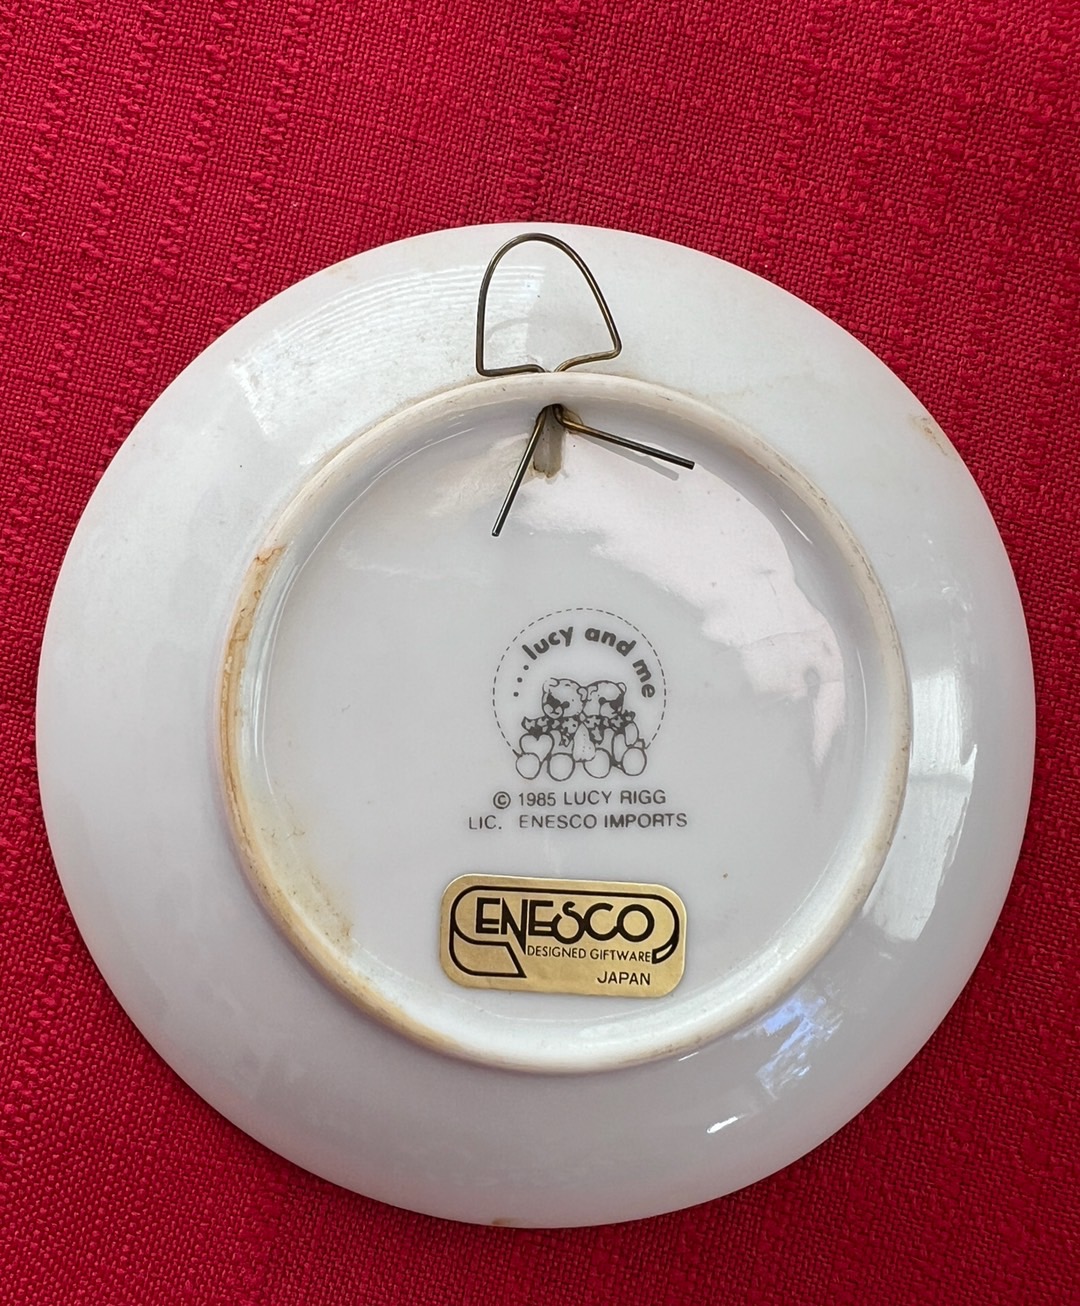 ....lucy and me
© 1985 LUCY RIGG
LIC. ENESCO IMPORTS
ENESCO
DESIGNED GIFTWARE
JAPAN